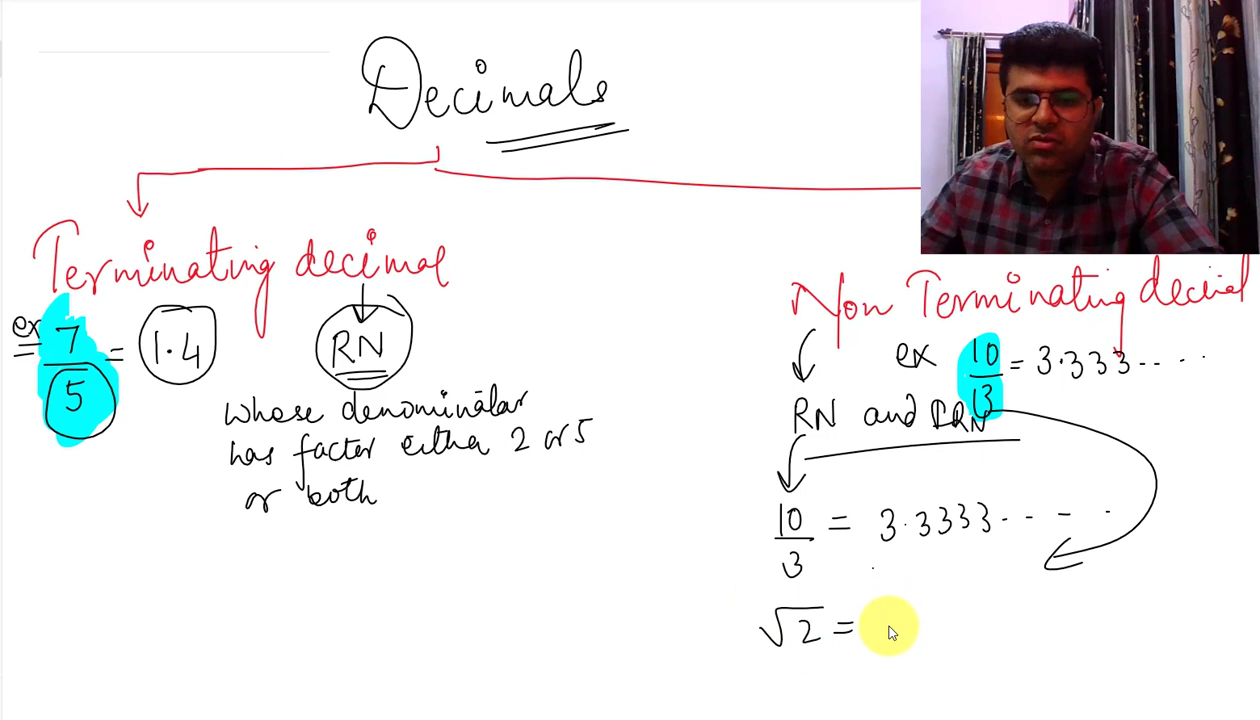 Decimals
Terminating decimal
ex 7/5 = 1.4
RN
whose denominator
has factor either 2 or 5
or both
Non Terminating decimal
ex 10/13 = 3.333.....
RN and IRN
10/3 = 3.3333.....
√2 =